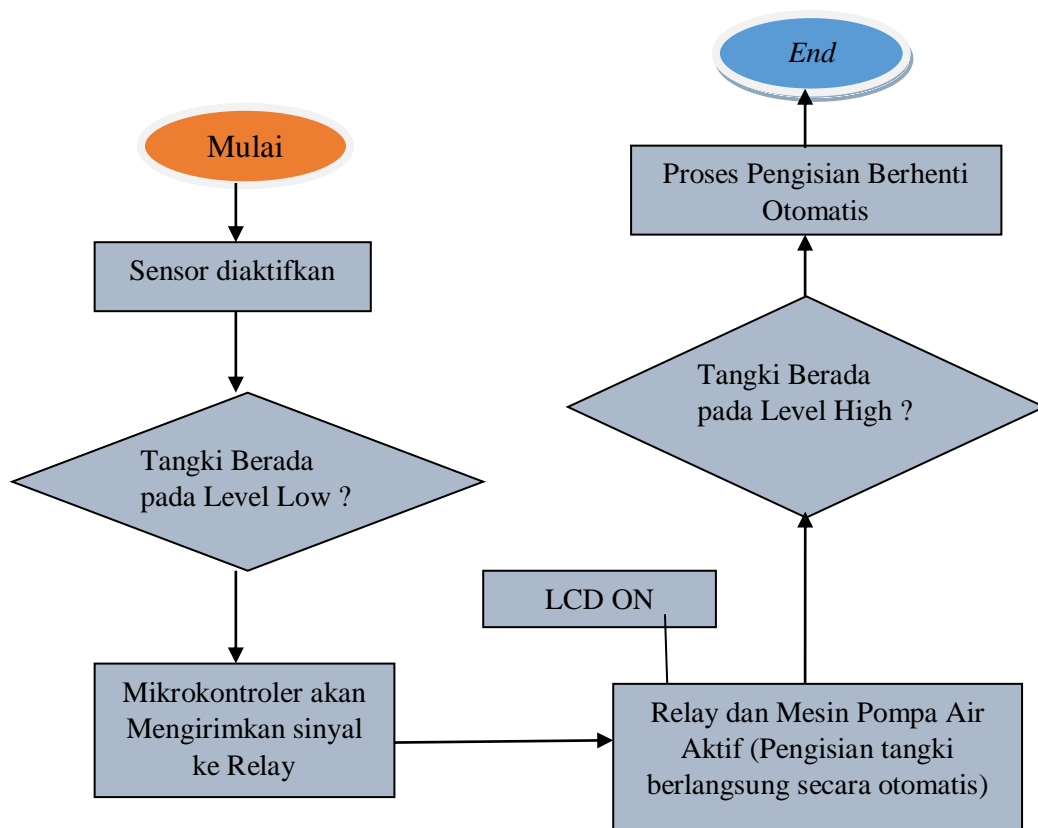 Mulai
Sensor diaktifkan
Tangki Berada
pada Level Low ?
Mikrokontroler akan
Mengirimkan sinyal
ke Relay
LCD ON
Relay dan Mesin Pompa Air
Aktif (Pengisian tangki
berlangsung secara otomatis)
Tangki Berada
pada Level High ?
Proses Pengisian Berhenti
Otomatis
End